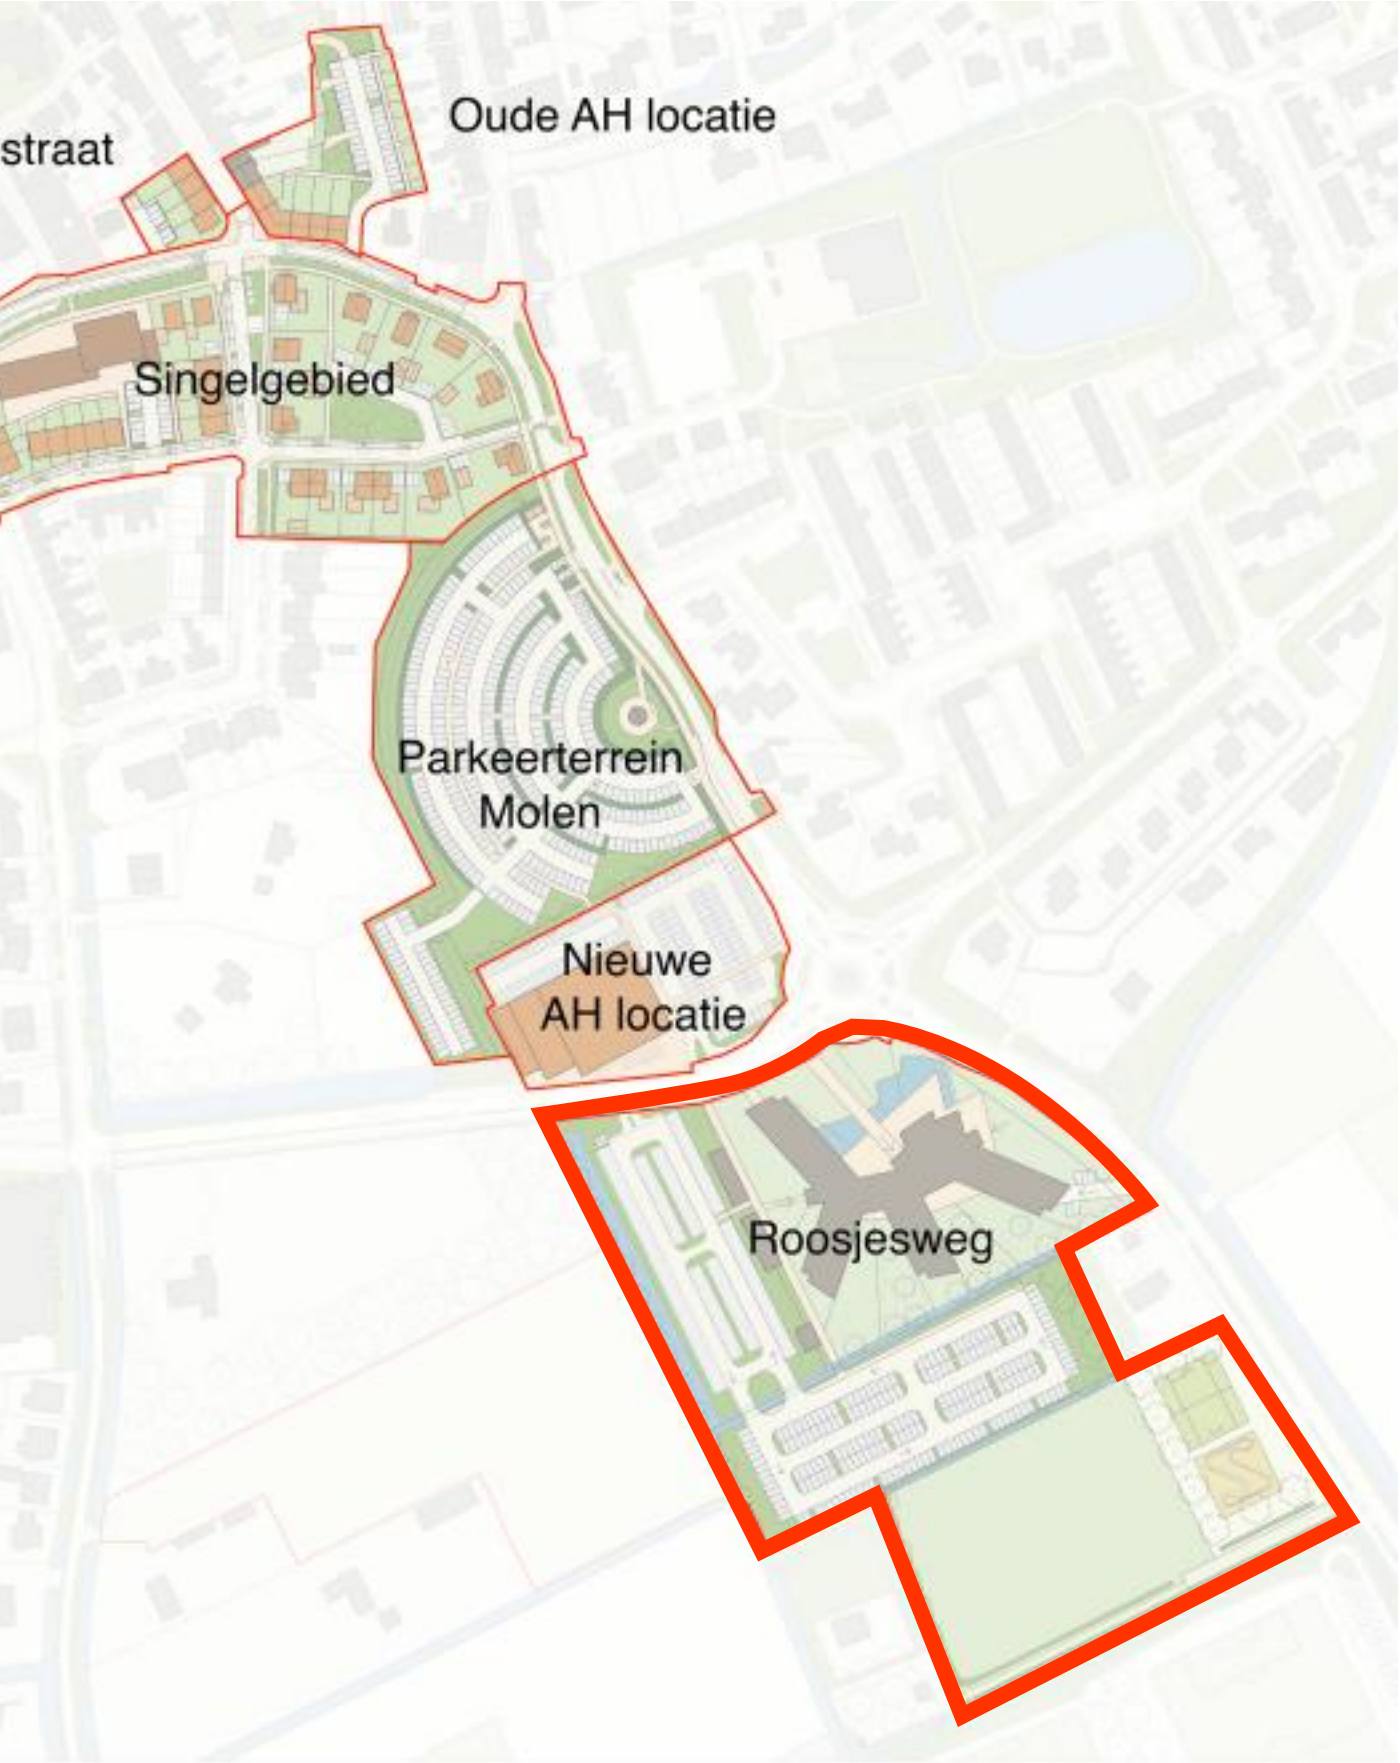 Oude AH locatie
straat
Singelgebied
Parkeerterrein
Molen
Nieuwe
AH locatie
Roosjesweg